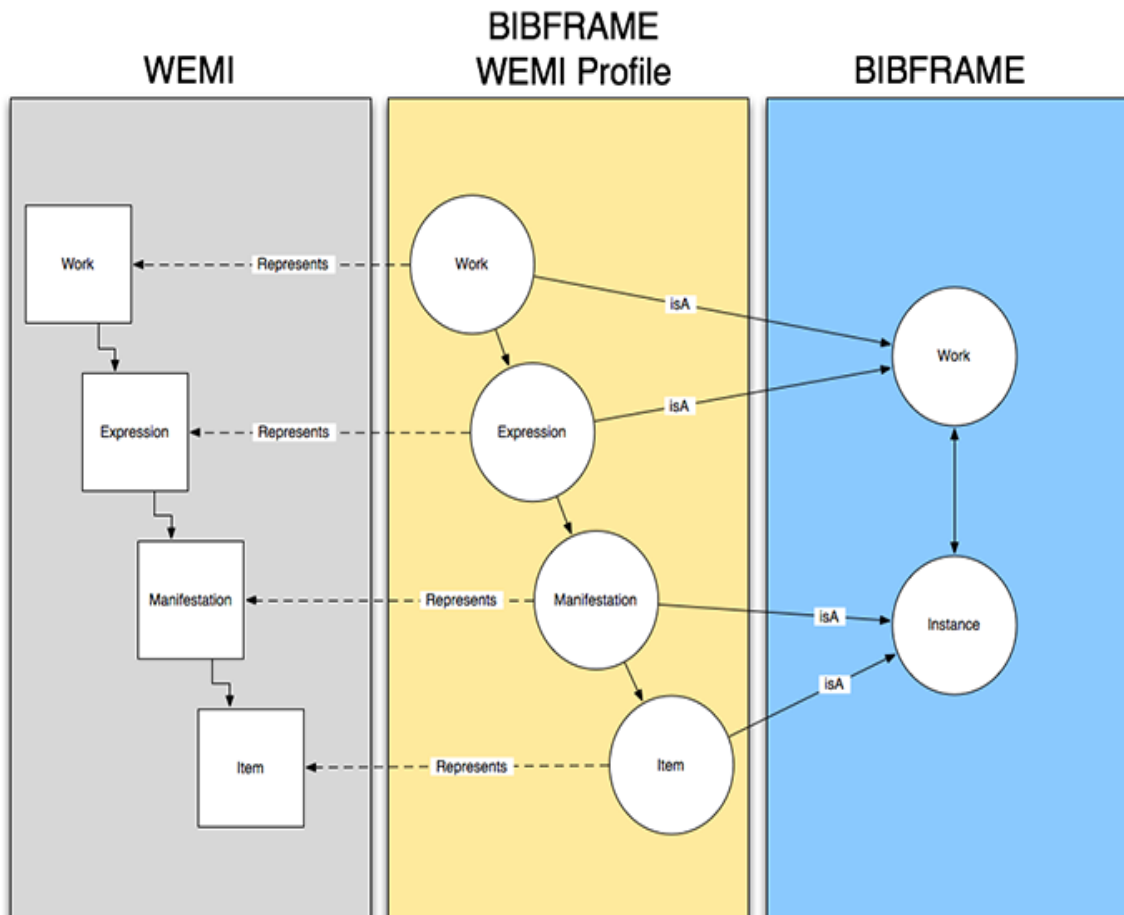 WEMI
BIBFRAME
WEMI Profile
BIBFRAME
Work
Represents
Work
isA
Work
Expression
Represents
Expression
isA
Manifestation
Represents
Manifestation
isA
Instance
Item
Represents
Item
isA